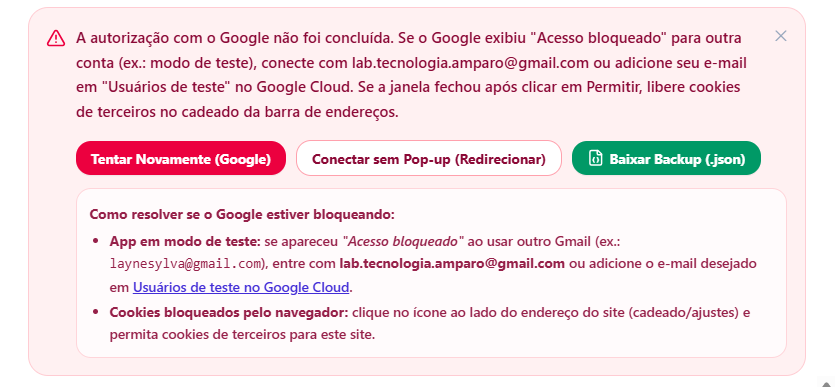 A autorização com o Google não foi concluída. Se o Google exibiu "Acesso bloqueado" para outra
conta (ex.: modo de teste), conecte com lab.tecnologia.amparo@gmail.com ou adicione seu e-mail
em "Usuários de teste" no Google Cloud. Se a janela fechou após clicar em Permitir, libere cookies
de terceiros no cadeado da barra de endereços.
Tentar Novamente (Google)
Conectar sem Pop-up (Redirecionar)
Baixar Backup (.json)
Como resolver se o Google estiver bloqueando:
• App em modo de teste: se apareceu "Acesso bloqueado" ao usar outro Gmail (ex.:
laynesylva@gmail.com), entre com lab.tecnologia.amparo@gmail.com ou adicione o e-mail desejado
em Usuários de teste no Google Cloud.
• Cookies bloqueados pelo navegador: clique no ícone ao lado do endereço do site (cadeado/ajustes) e
permita cookies de terceiros para este site.